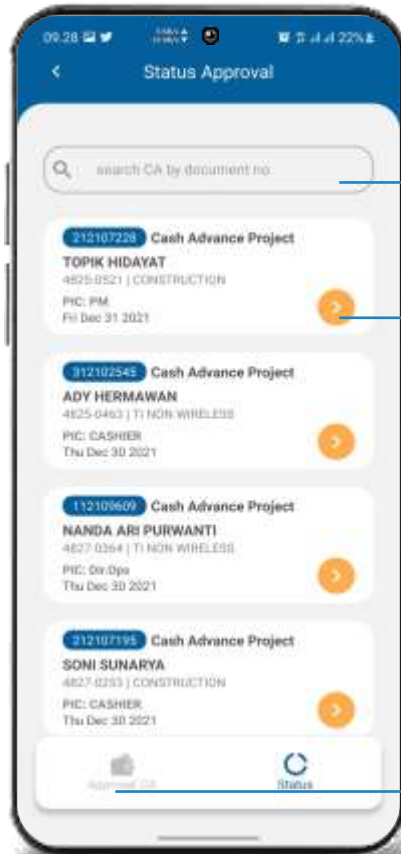 09.28 22%
Status Approval
search CA by document no
212107228 Cash Advance Project
TOPIK HIDAYAT
4825-0521 | CONSTRUCTION
PIC: PM
Fri Dec 31 2021
312102545 Cash Advance Project
ADY HERMAWAN
4825-0463 | TI NON WIRELESS
PIC: CASHIER
Thu Dec 30 2021
112109609 Cash Advance Project
NANDA ARI PURWANTI
4827-0364 | TI NON WIRELESS
PIC: Dir.Ops
Thu Dec 30 2021
212107195 Cash Advance Project
SONI SUNARYA
4827-0253 | CONSTRUCTION
PIC: CASHIER
Thu Dec 30 2021
Approval CA Status